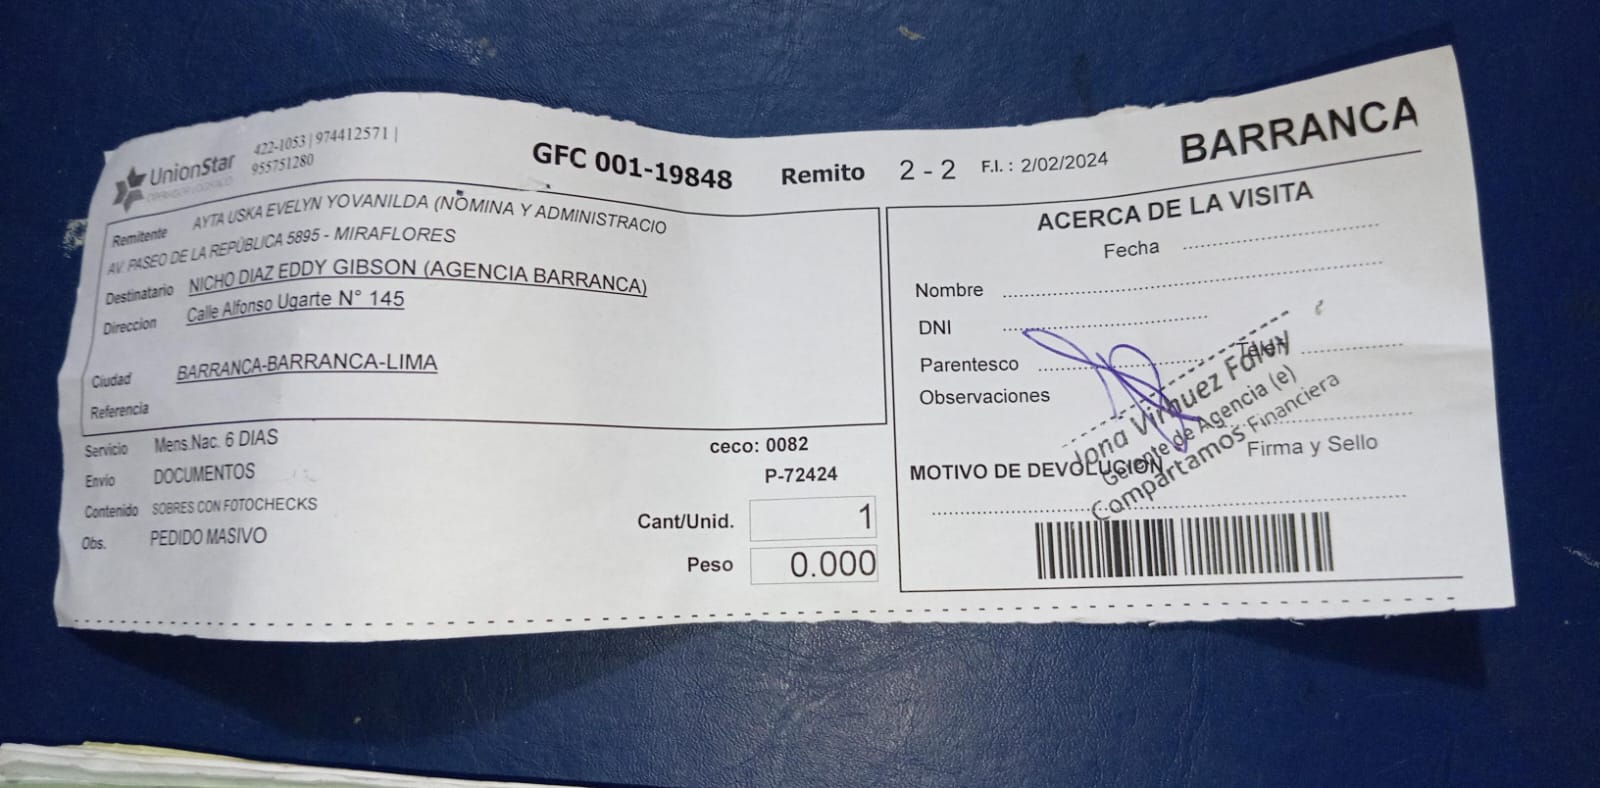 UnionStar
OPERADOR LOGISTICO
422-1053 | 974412571 |
955751280
GFC 001-19848
Remito 2 - 2 F.I. : 2/02/2024
BARRANCA
Remitente AYTA USKA EVELYN YOVANILDA (NOMINA Y ADMINISTRACIO
AV. PASEO DE LA REPÚBLICA 5895 - MIRAFLORES
Destinatario NICHO DIAZ EDDY GIBSON (AGENCIA BARRANCA)
Direccion Calle Alfonso Ugarte N° 145
Ciudad BARRANCA-BARRANCA-LIMA
Referencia
Servicio Mens.Nac. 6 DIAS
Envio DOCUMENTOS
Contenido SOBRES CON FOTOCHECKS
Obs. PEDIDO MASIVO
ceco: 0082
P-72424
Cant/Unid. 1
Peso 0.000
ACERCA DE LA VISITA
Fecha
Nombre
DNI
Parentesco
Observaciones
Gerente de Agencia (e)
Compartamos Financiera
Firma y Sello
MOTIVO DE DEVOLUCION